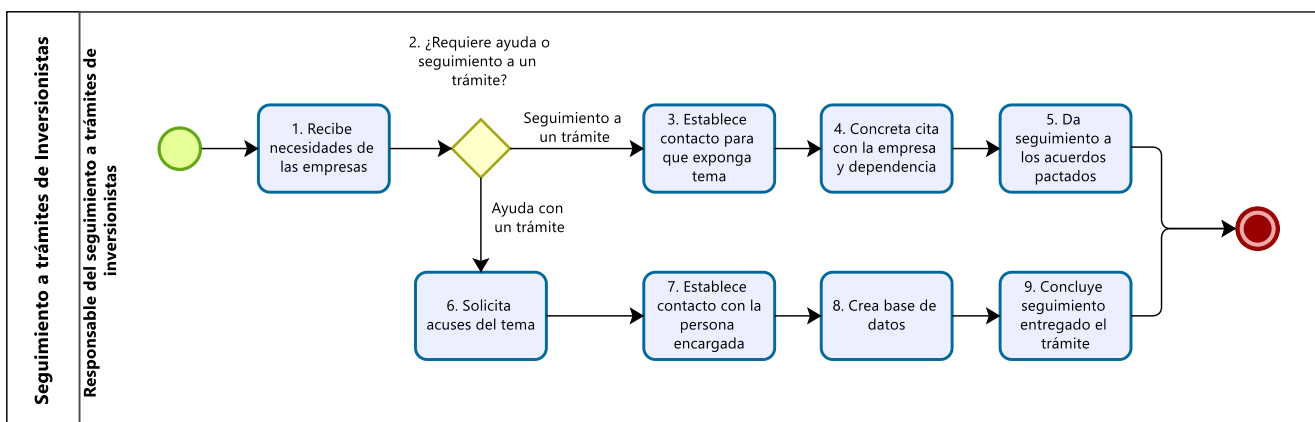 Seguimiento a trámites de Inversionistas
Responsable del seguimiento a trámites de
inversionistas
1. Recibe
necesidades de
las empresas
2. ¿Requiere ayuda o
seguimiento a un
trámite?
Seguimiento a
un trámite
3. Establece
contacto para
que exponga
tema
4. Concreta cita
con la empresa
y dependencia
5. Da
seguimiento a
los acuerdos
pactados
Ayuda con
un trámite
6. Solicita
acuses del tema
7. Establece
contacto con la
persona
encargada
8. Crea base de
datos
9. Concluye
seguimiento
entregado el
trámite